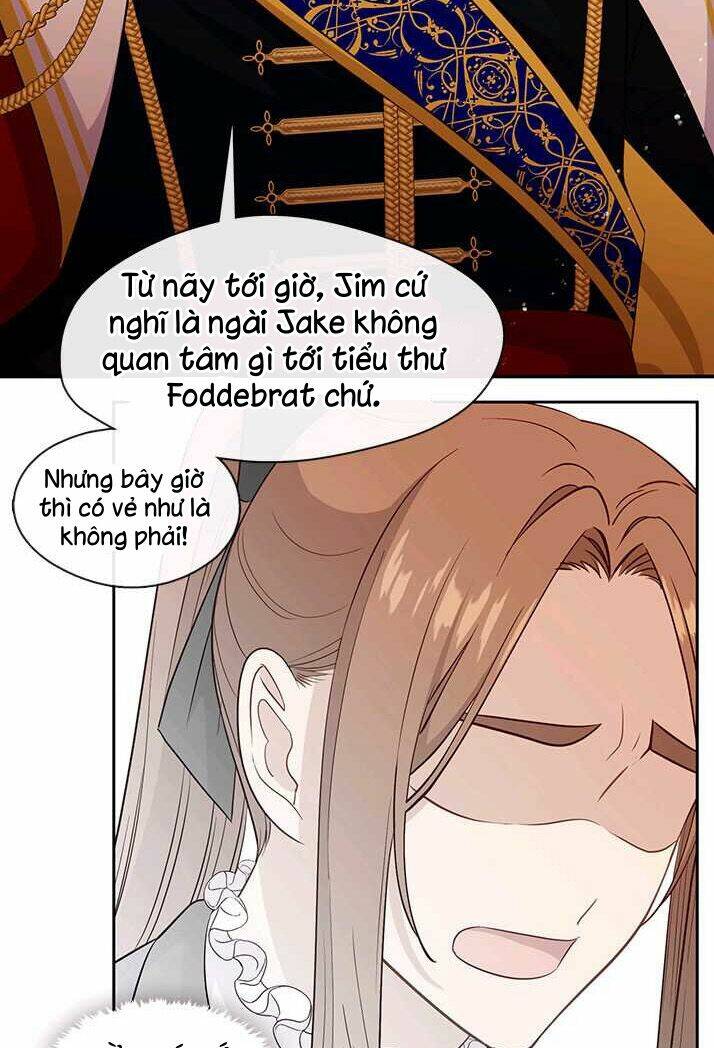 Từ nãy tới giờ, Jim cứ
nghĩ là ngài Jake không
quan tâm gì tới tiểu thư
Foddebrat chứ.
Nhưng bây giờ
thì có vẻ như là
không phải!